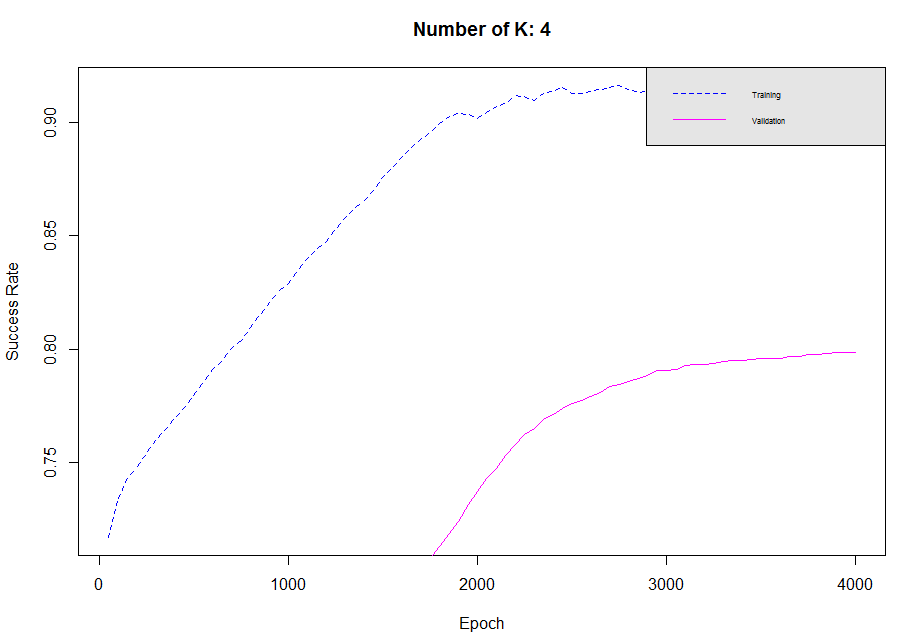 Number of K: 4
Training
Validation
0.90
0.85
0.80
0.75
Success Rate
0 1000 2000 3000 4000
Epoch